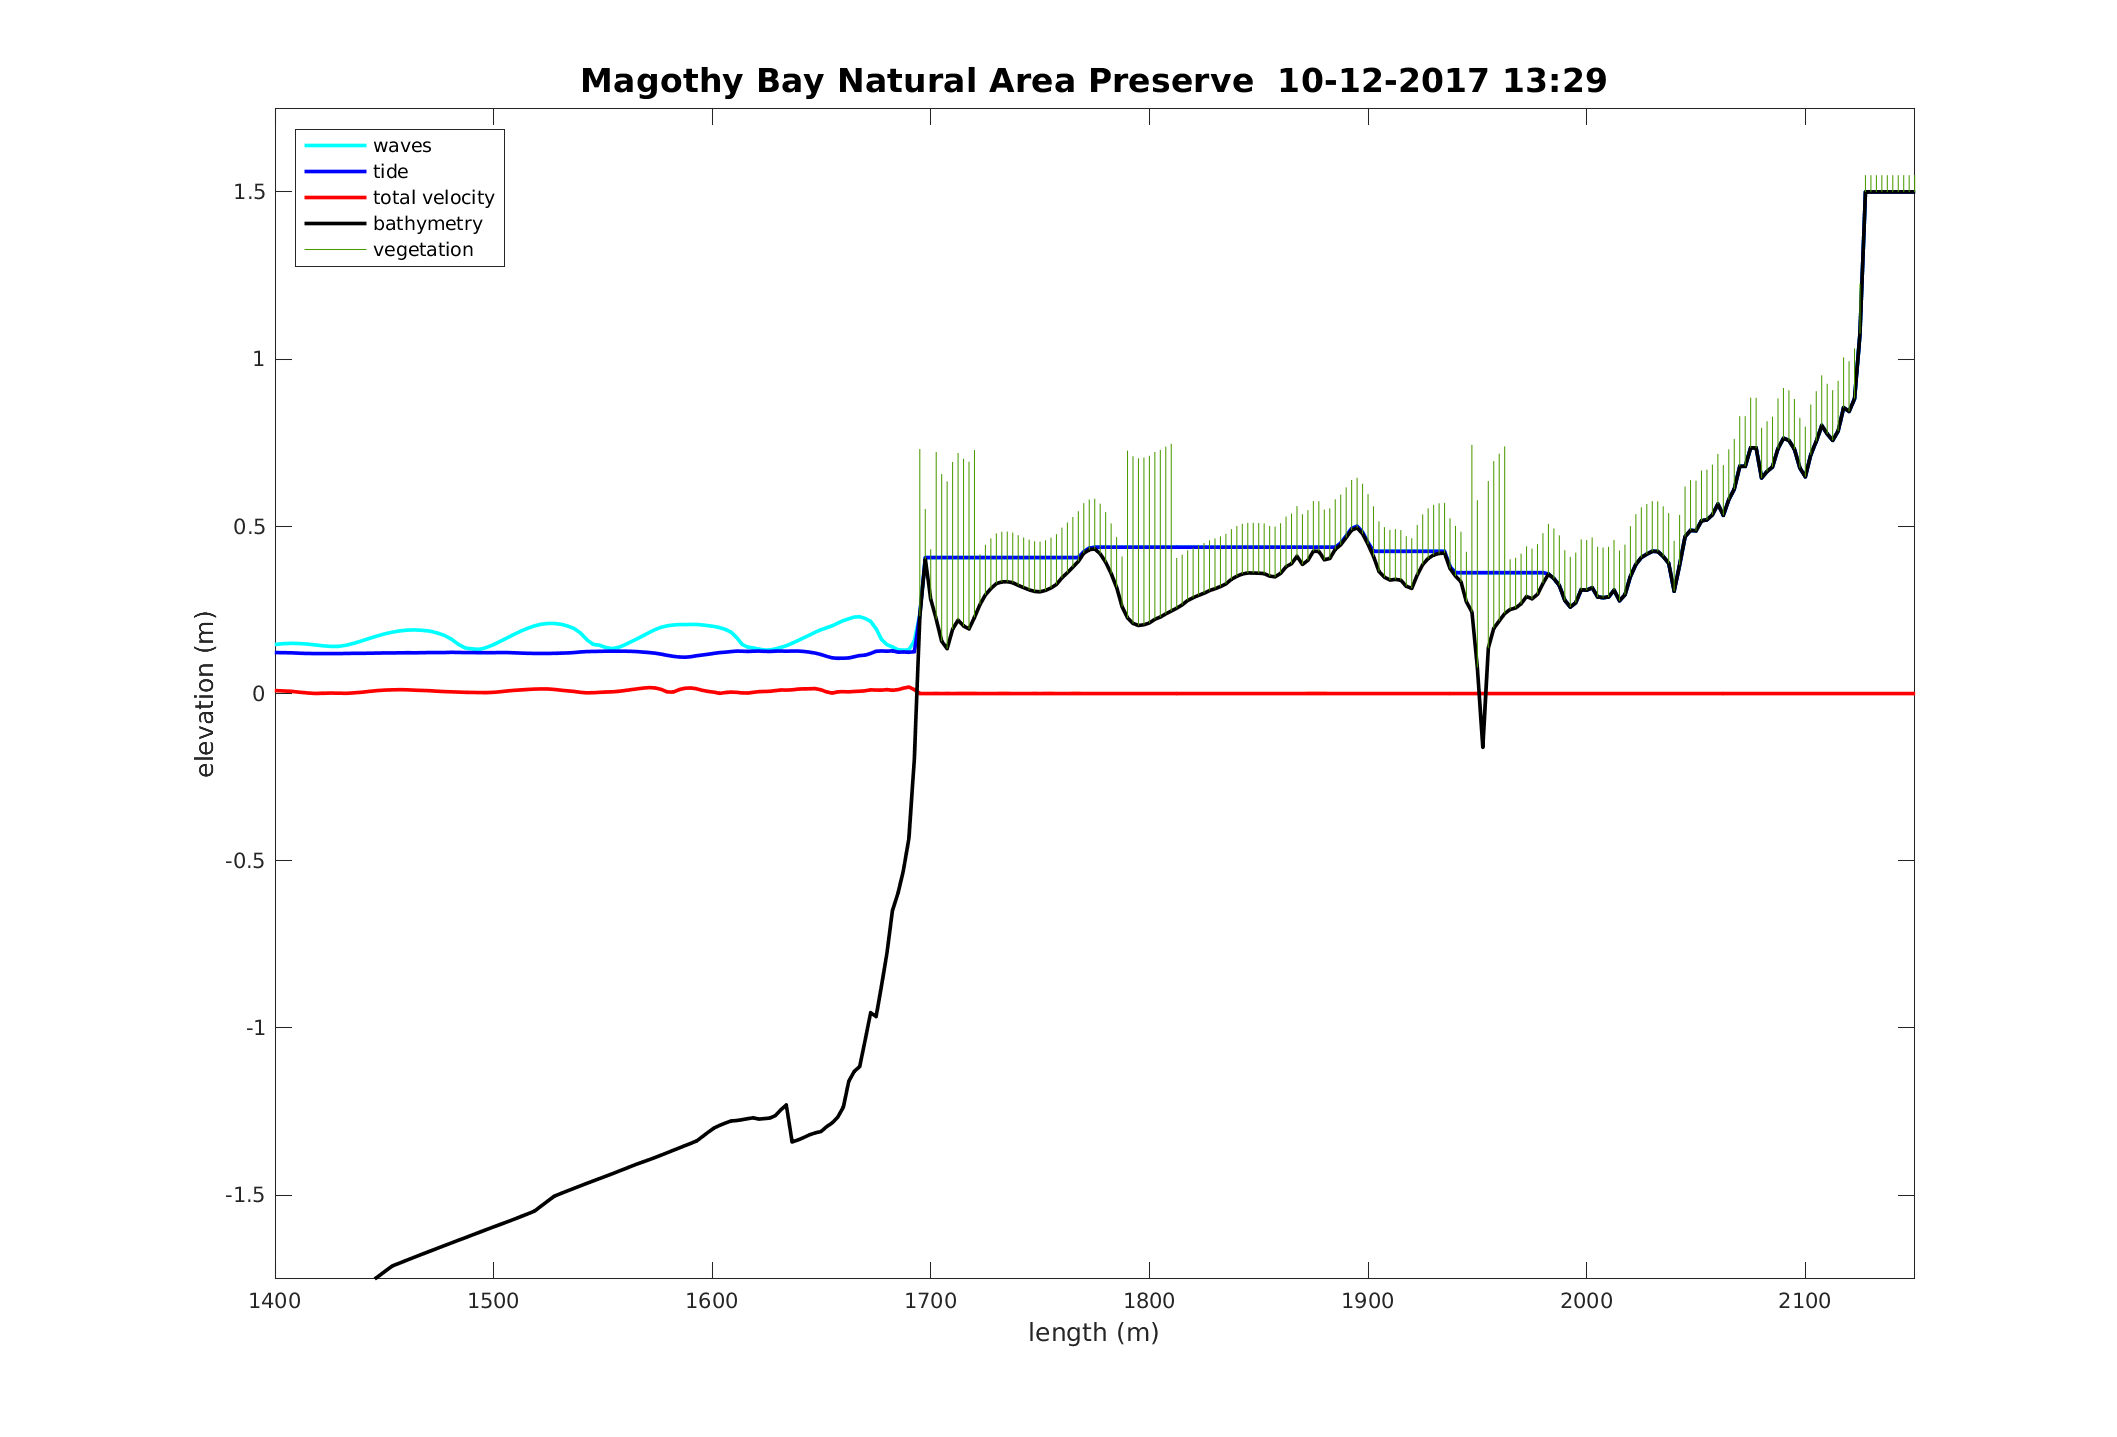 Magothy Bay Natural Area Preserve  10-12-2017 13:29
waves
tide
total velocity
bathymetry
vegetation
1.5
1
0.5
0
-0.5
-1
-1.5
elevation (m)
1400 1500 1600 1700 1800 1900 2000 2100
length (m)